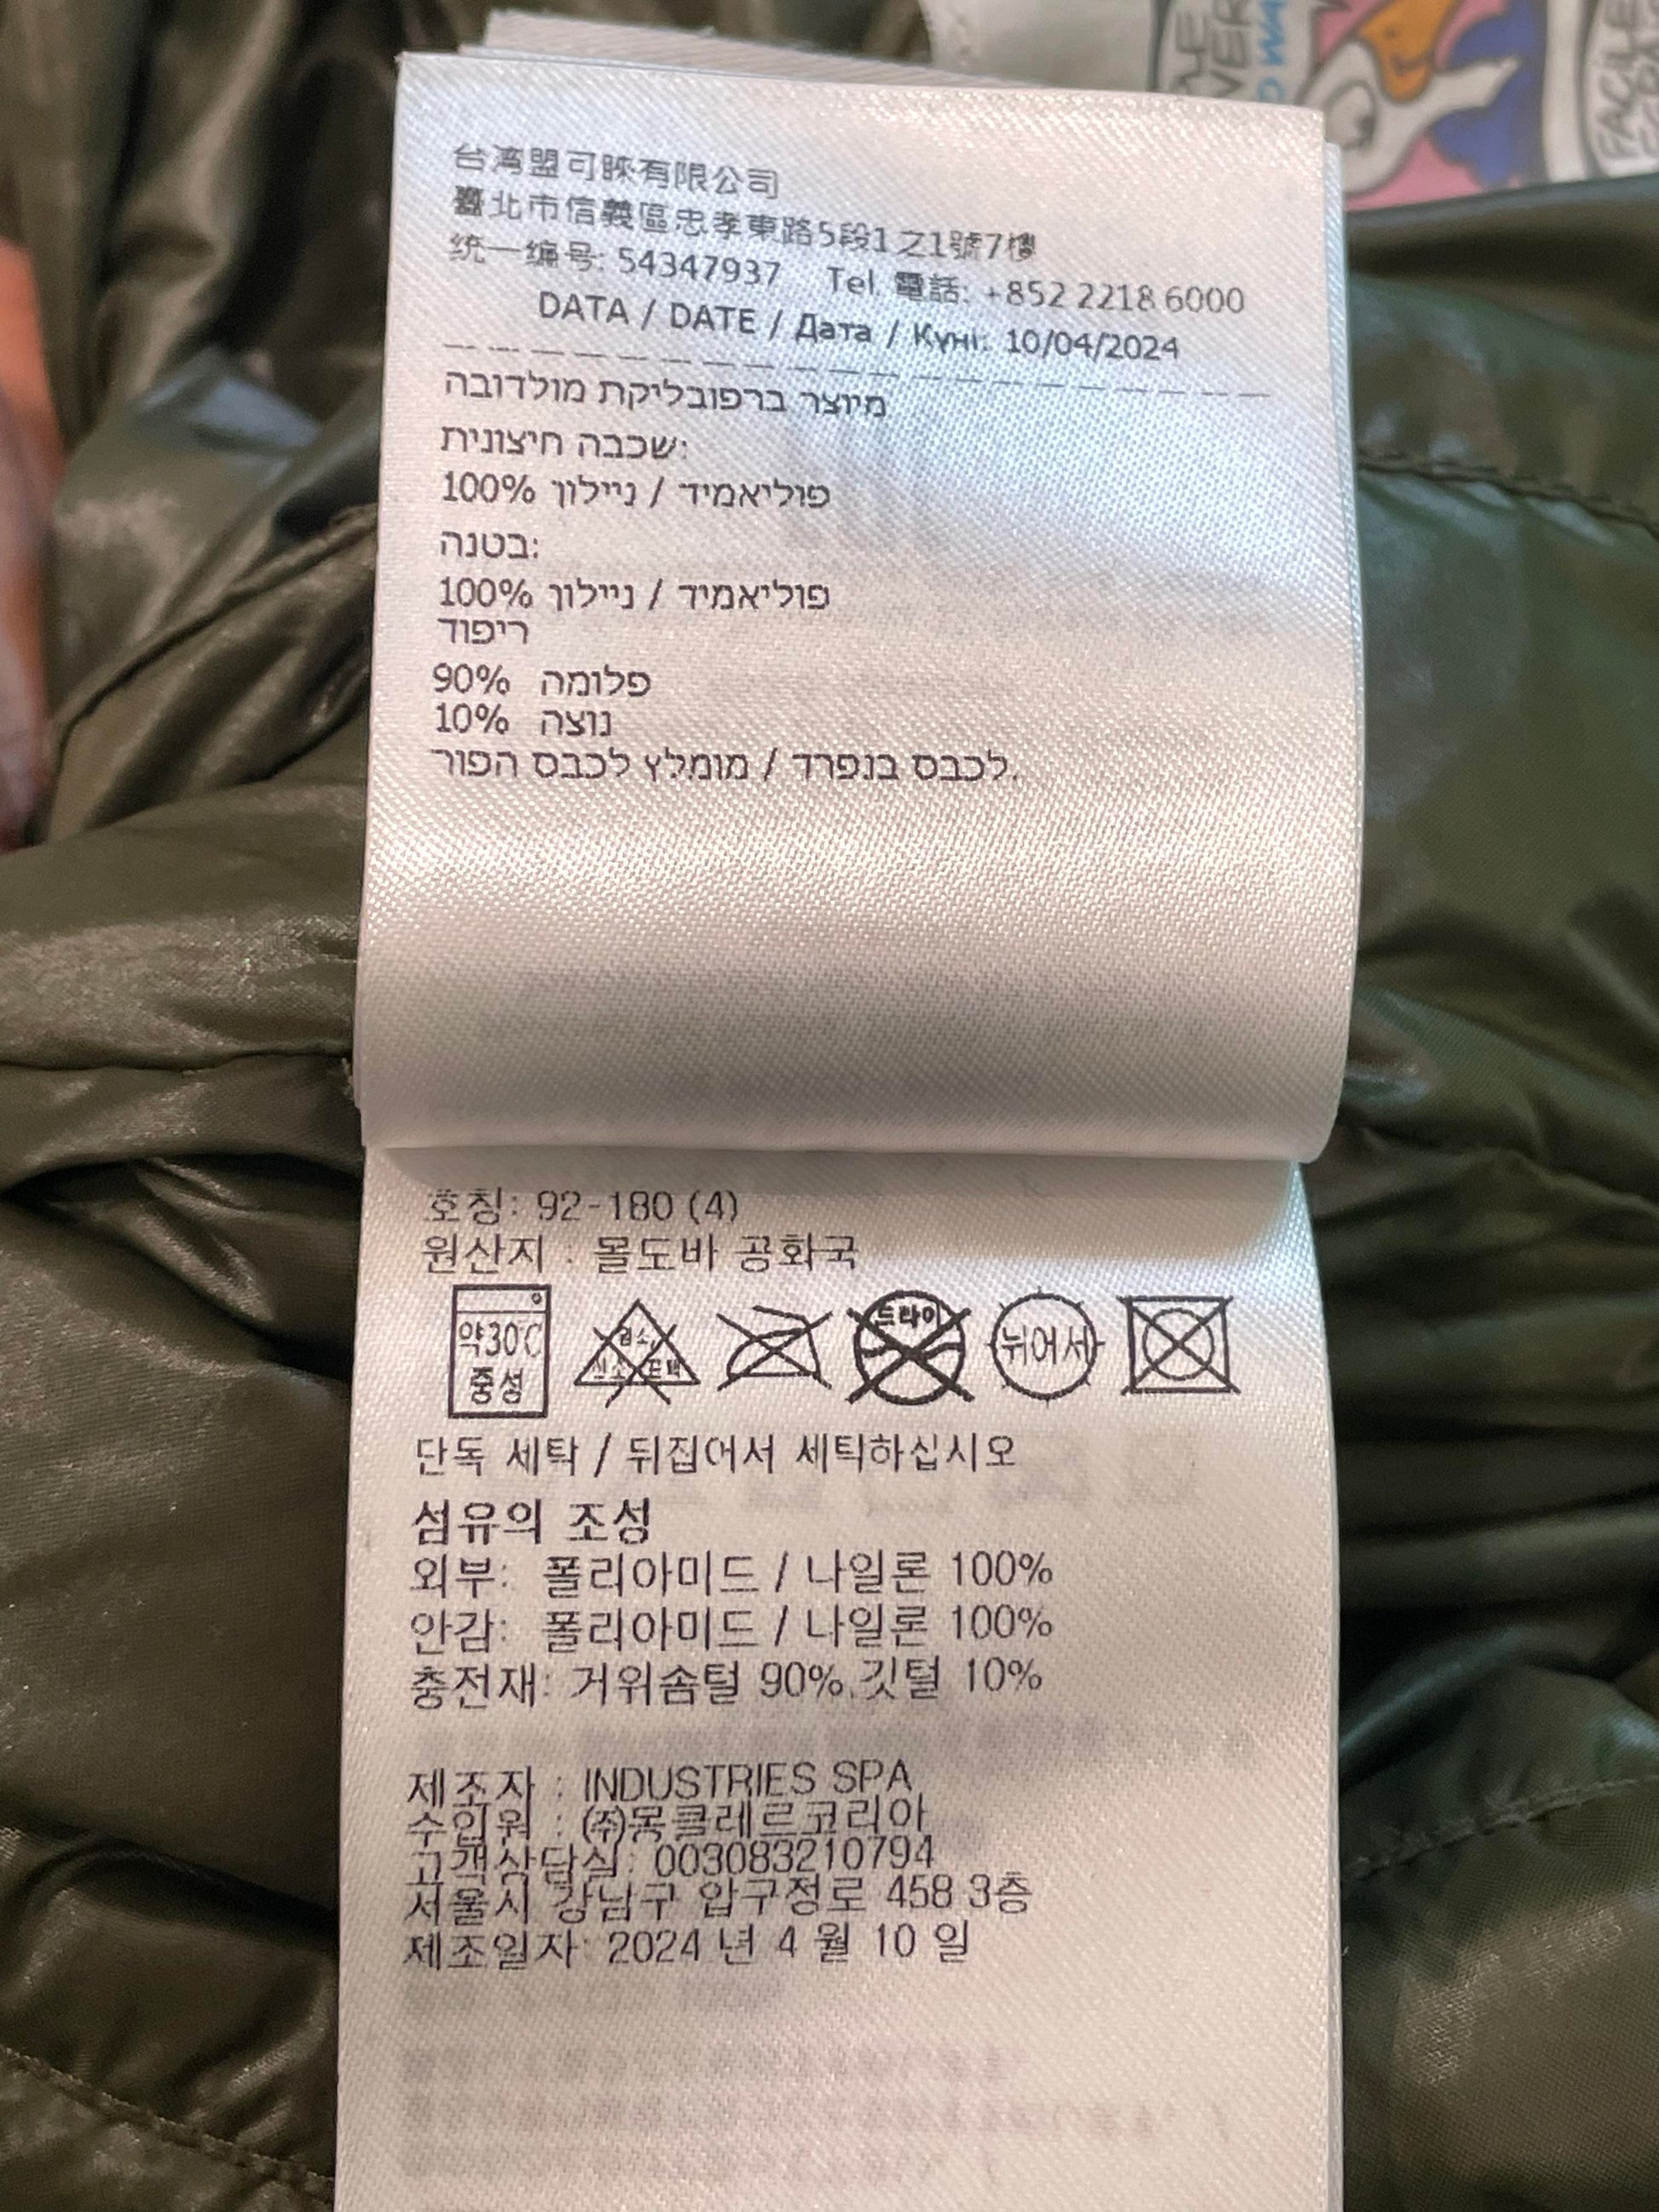 台湾盟可睞有限公司
臺北市信義區忠孝東路5段1之1號7樓
统一编号: 54347937 Tel. 電話: +852 2218 6000
DATA / DATE / Дата / Күні: 10/04/2024
מיוצר ברפובליקת מולדובה
שכבה חיצונית:
100% פוליאמיד / ניילון
בטנה:
100% פוליאמיד / ניילון
ריפוד
90% פלומה
10% נוצה
לכבס בנפרד / מומלץ לכבס הפור.
호칭: 92-180 (4)
원산지 : 몰도바 공화국
약30℃ 중성 염소 산소 표백 드라이 뉘어서
단독 세탁 / 뒤집어서 세틱하십시오
섬유의 조성
외부: 폴리아미드 / 나일론 100%
안감: 폴리아미드 / 나일론 100%
충전재: 거위솜털 90%,깃털 10%
제조자 : INDUSTRIES SPA
수입원 : ㈜몽클레르코리아
고객상담실: 003083210794
서울시 강남구 압구정로 458 3층
제조일자: 2024 년 4 월 10 일
FACILE